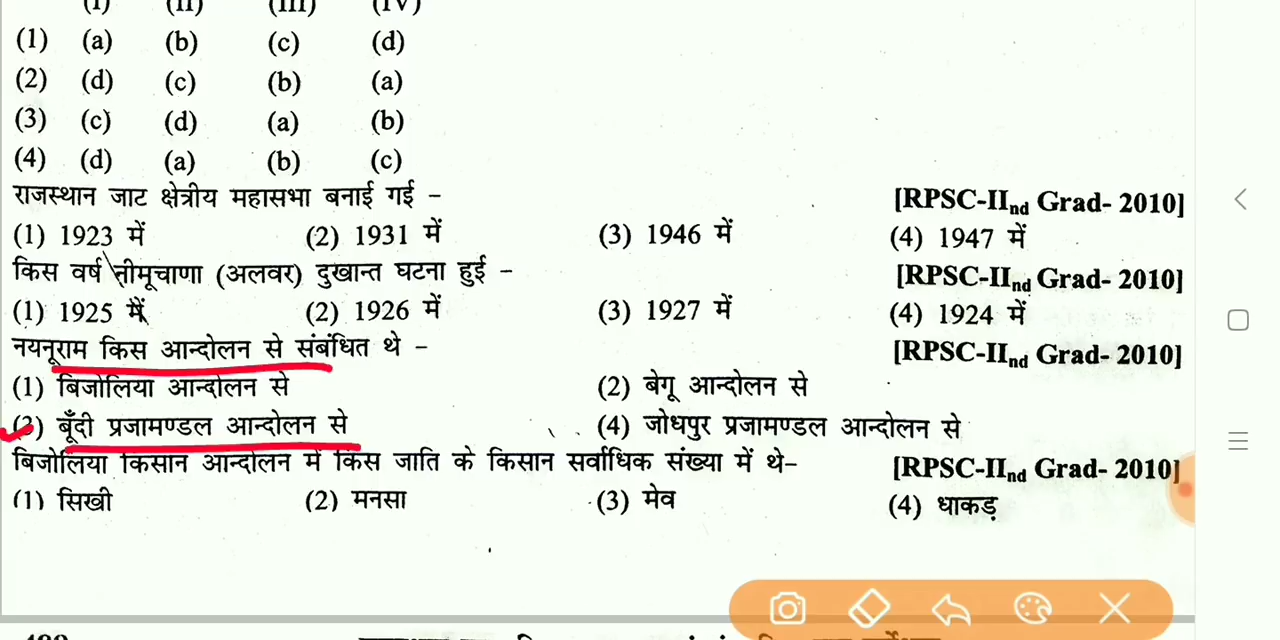 (I) (II) (III) (IV)
(1) (a) (b) (c) (d)
(2) (d) (c) (b) (a)
(3) (c) (d) (a) (b)
(4) (d) (a) (b) (c)
राजस्थान जाट क्षेत्रीय महासभा बनाई गई – [RPSC-IInd Grad- 2010]
(1) 1923 में (2) 1931 में (3) 1946 में (4) 1947 में
किस वर्ष नीमूचाणा (अलवर) दुखान्त घटना हुई – [RPSC-IInd Grad- 2010]
(1) 1925 में (2) 1926 में (3) 1927 में (4) 1924 में
नयनूराम किस आन्दोलन से संबंधित थे – [RPSC-IInd Grad- 2010]
(1) बिजोलिया आन्दोलन से (2) बेगू आन्दोलन से
(3) बूँदी प्रजामण्डल आन्दोलन से (4) जोधपुर प्रजामण्डल आन्दोलन से
बिजोलिया किसान आन्दोलन में किस जाति के किसान सर्वाधिक संख्या में थे– [RPSC-IInd Grad- 2010]
(1) सिखी (2) मनसा (3) मेव (4) धाकड़